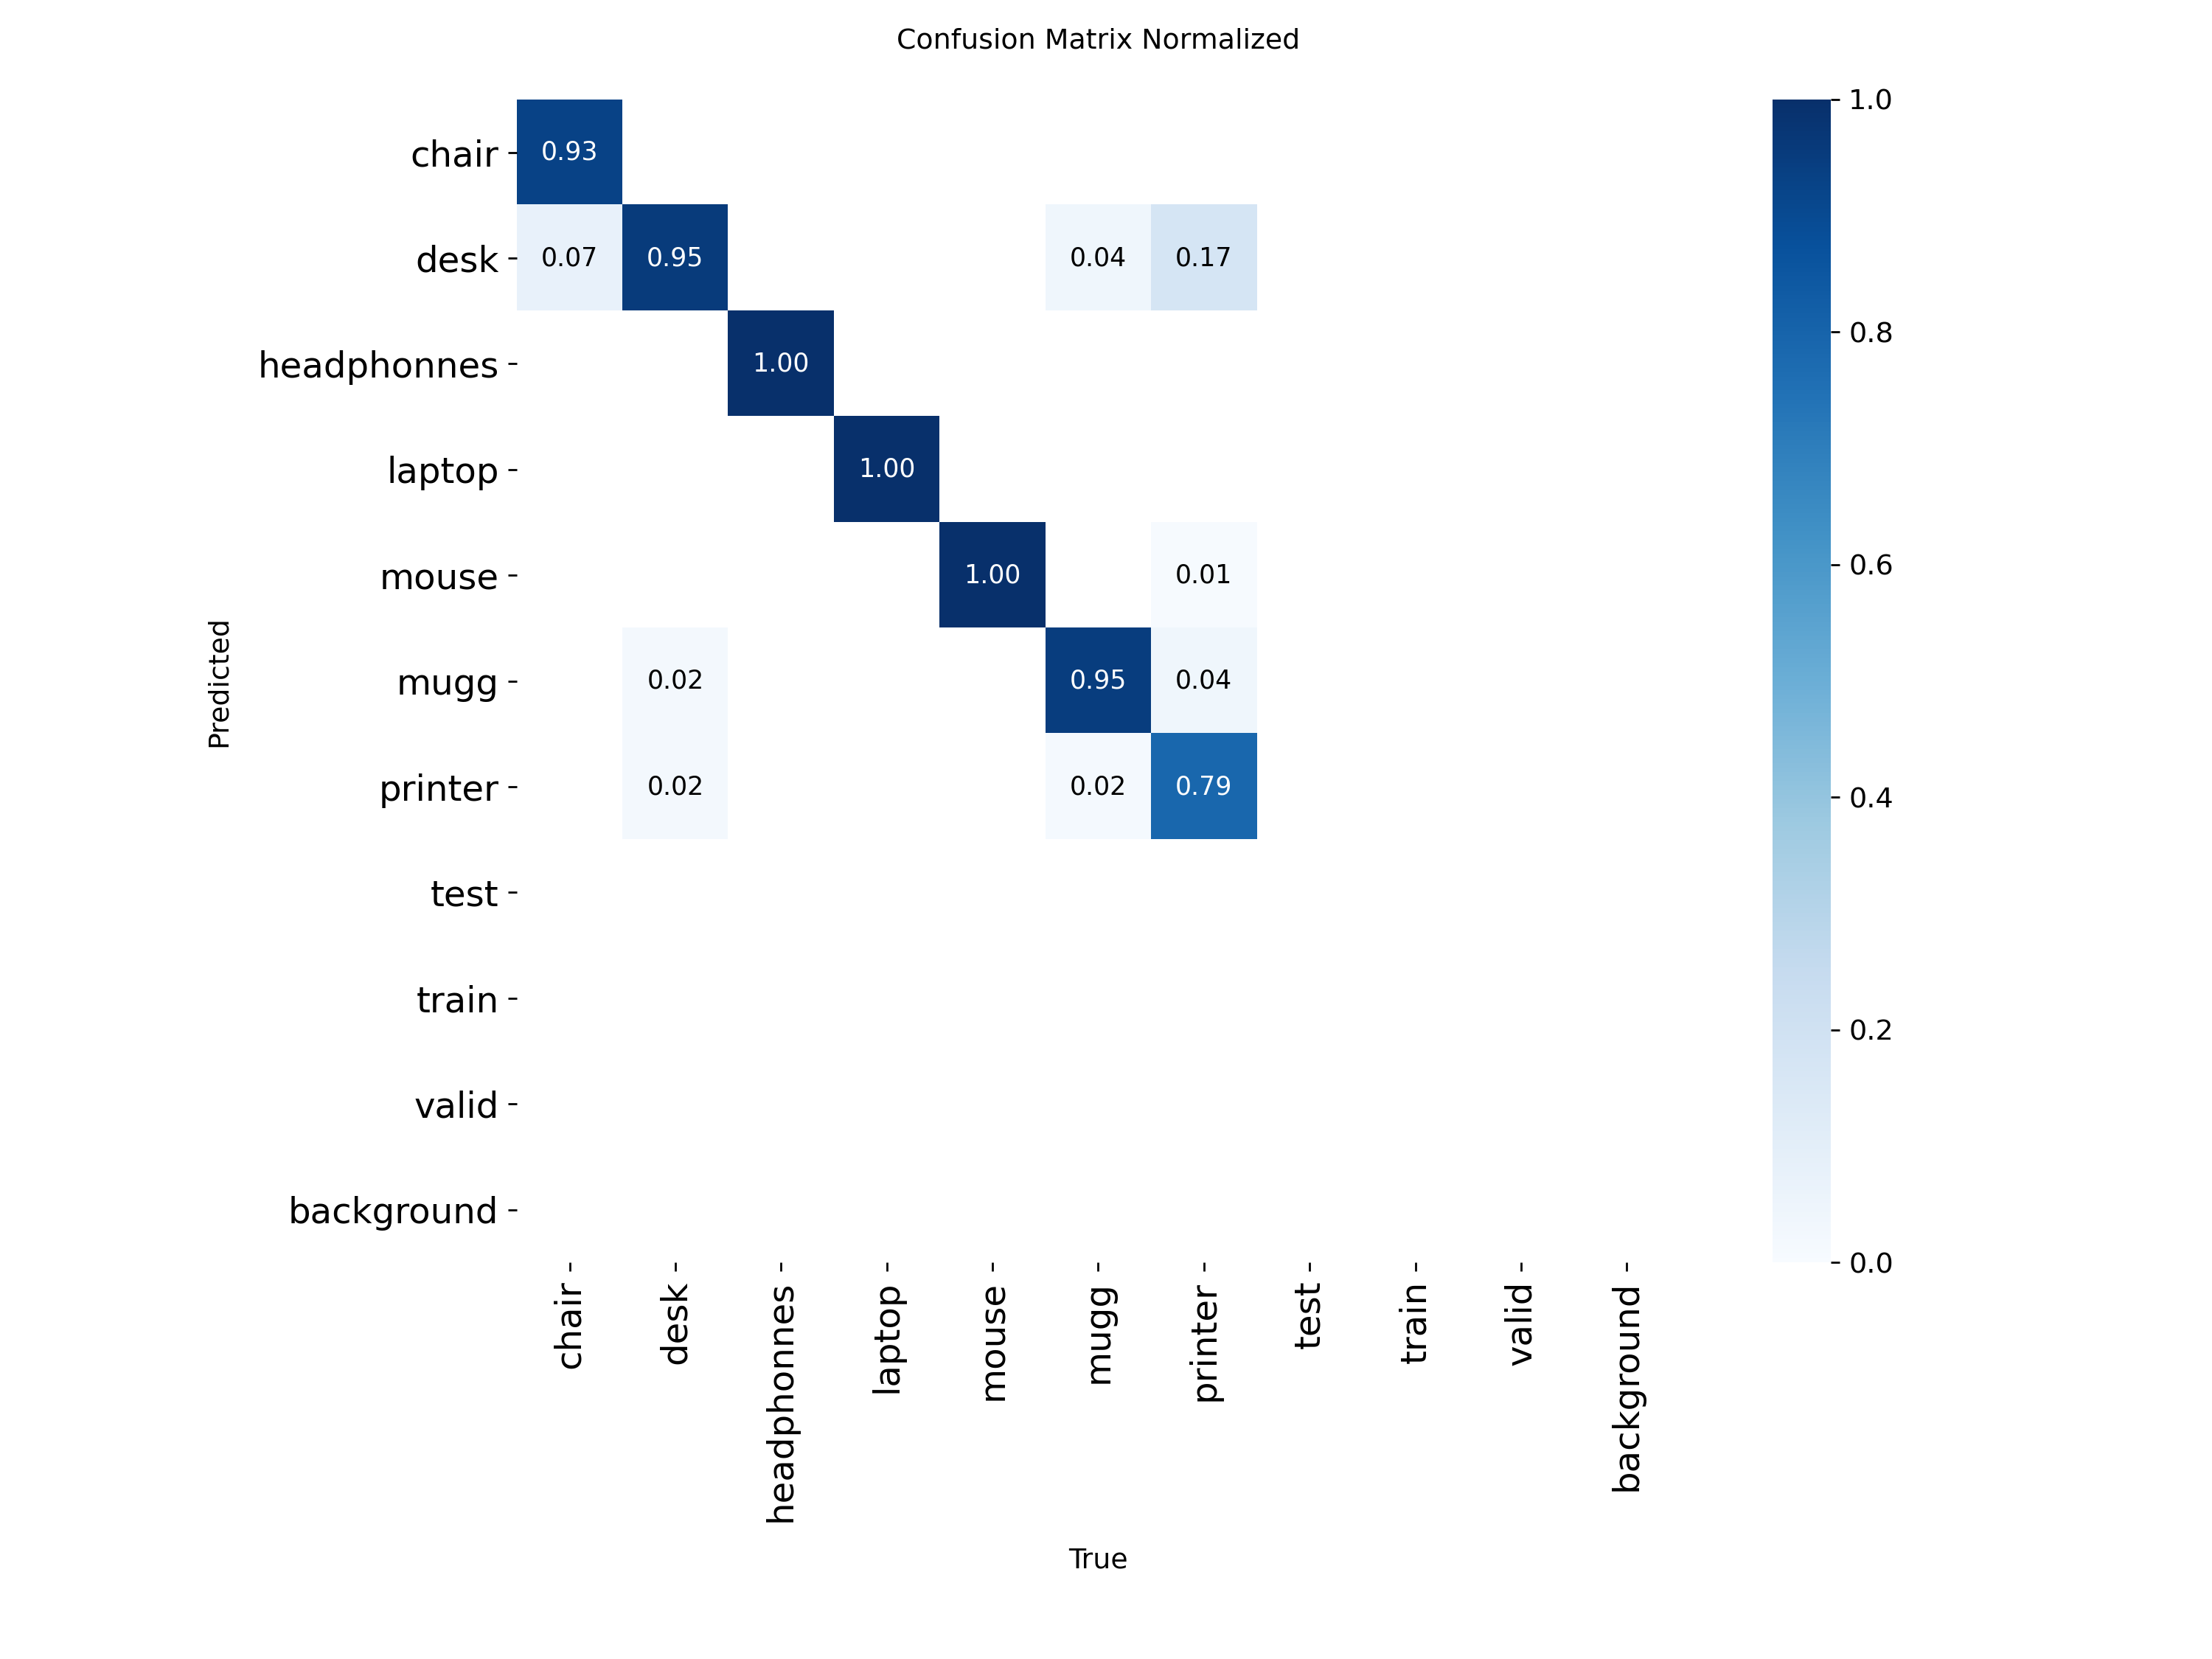 Confusion Matrix Normalized
chair
0.93
desk
0.07 0.95 0.04 0.17
headphonnes
1.00
laptop
1.00
mouse
1.00 0.01
mugg
0.02 0.95 0.04
printer
0.02 0.02 0.79
test
train
valid
background
Predicted
chair desk headphonnes laptop mouse mugg printer test train valid background
True
1.0
0.8
0.6
0.4
0.2
0.0